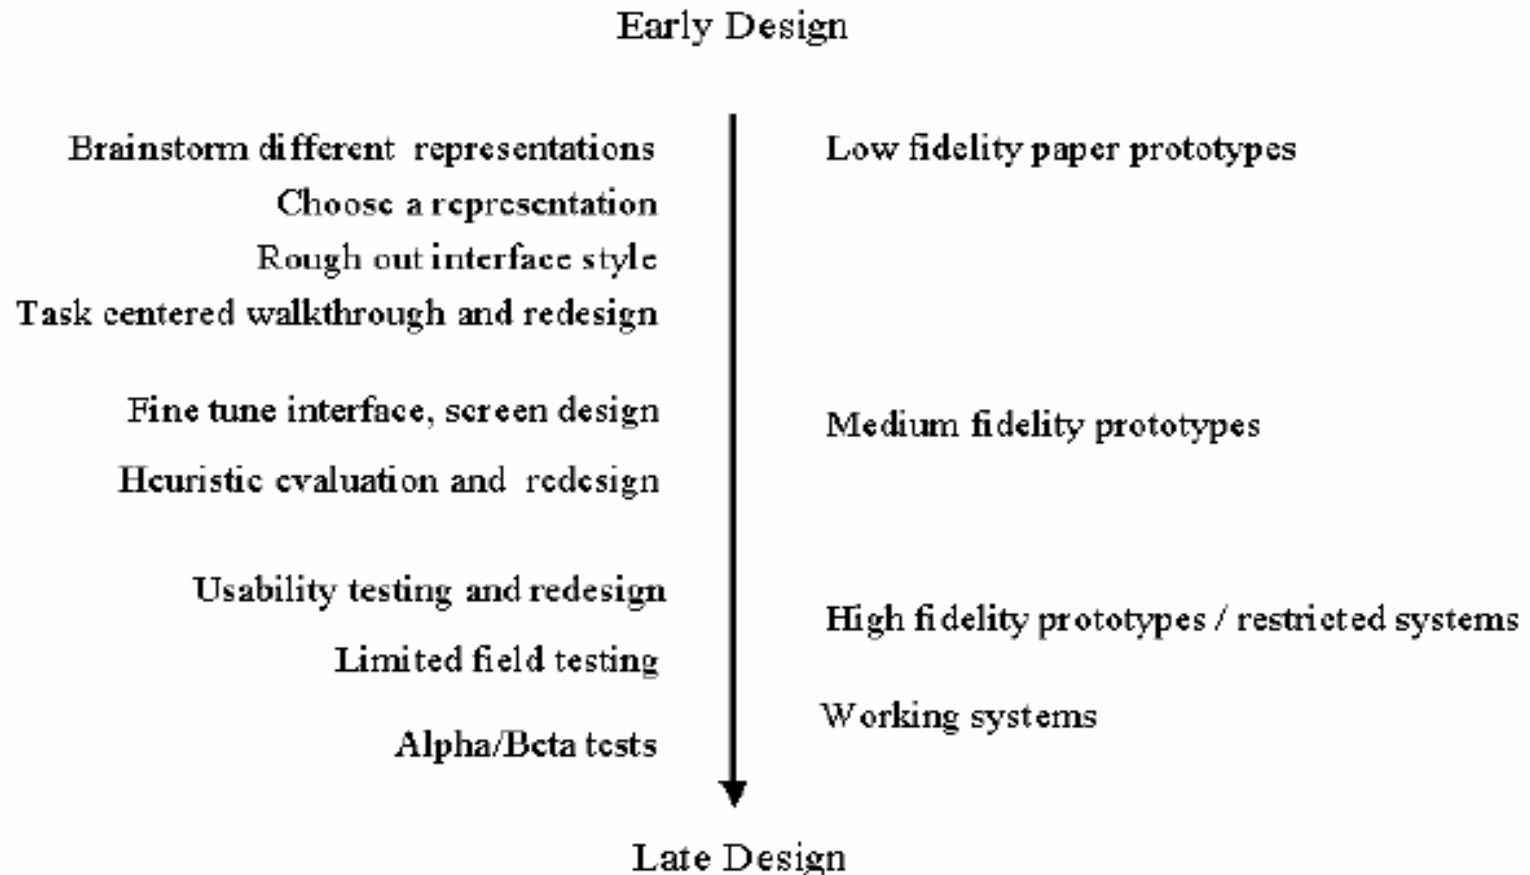 Early Design
Brainstorm different representations
Low fidelity paper prototypes
Choose a representation
Rough out interface style
Task centered walkthrough and redesign
Fine tune interface, screen design
Medium fidelity prototypes
Heuristic evaluation and redesign
Usability testing and redesign
High fidelity prototypes / restricted systems
Limited field testing
Working systems
Alpha/Beta tests
Late Design